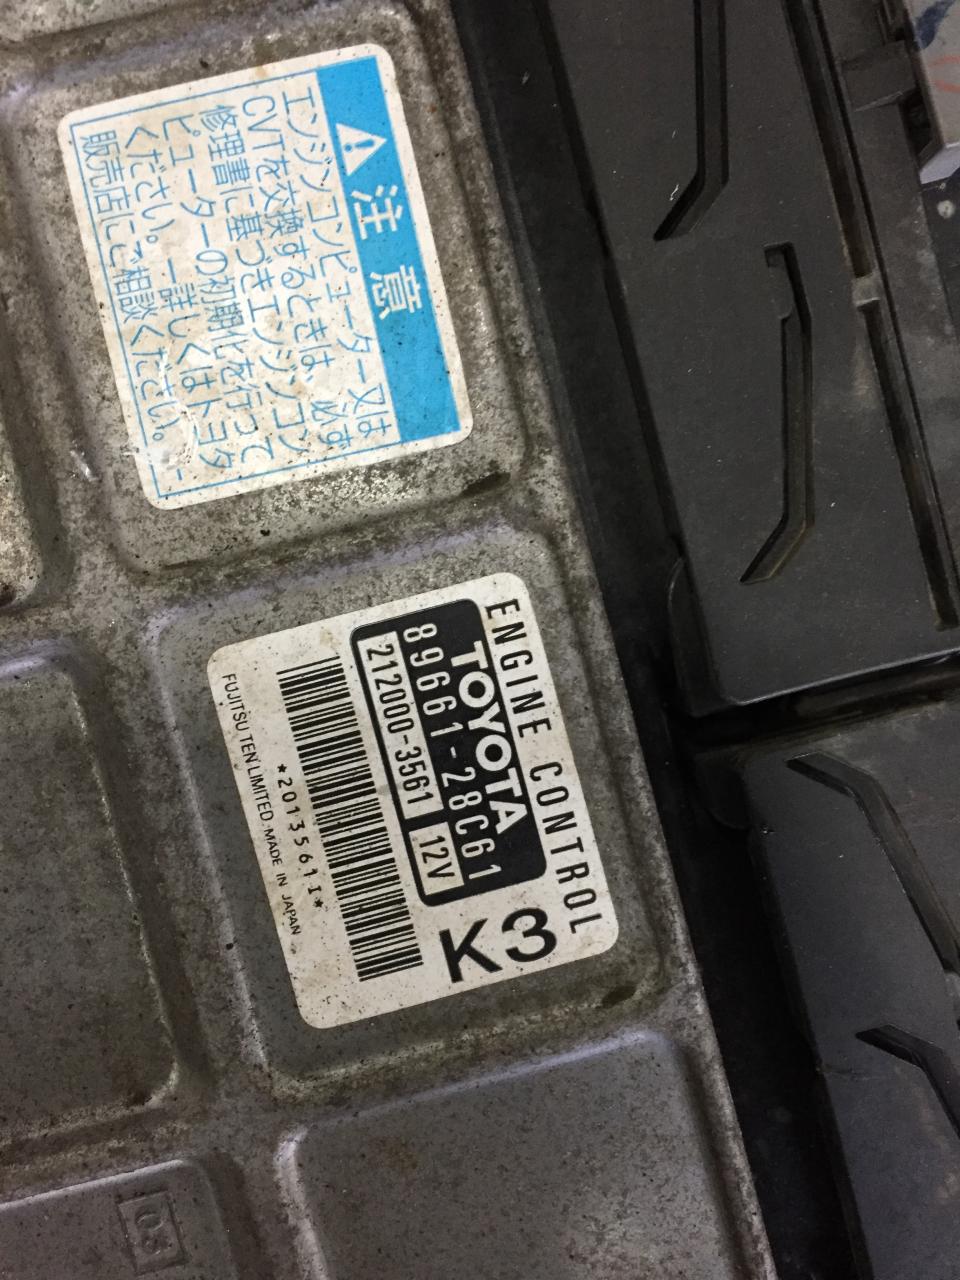 注意
エンジンコンピューター又は
CVTを交換するときは、必ず
修理書に基づきエンジンコン
ピューターの初期化を行って
ください。―詳しくはトヨタ
販売店にご相談ください。―
ENGINE CONTROL
TOYOTA
89661-28C61
212000-3561 12V
K3
*2013561I*
FUJITSU TEN LIMITED MADE IN JAPAN